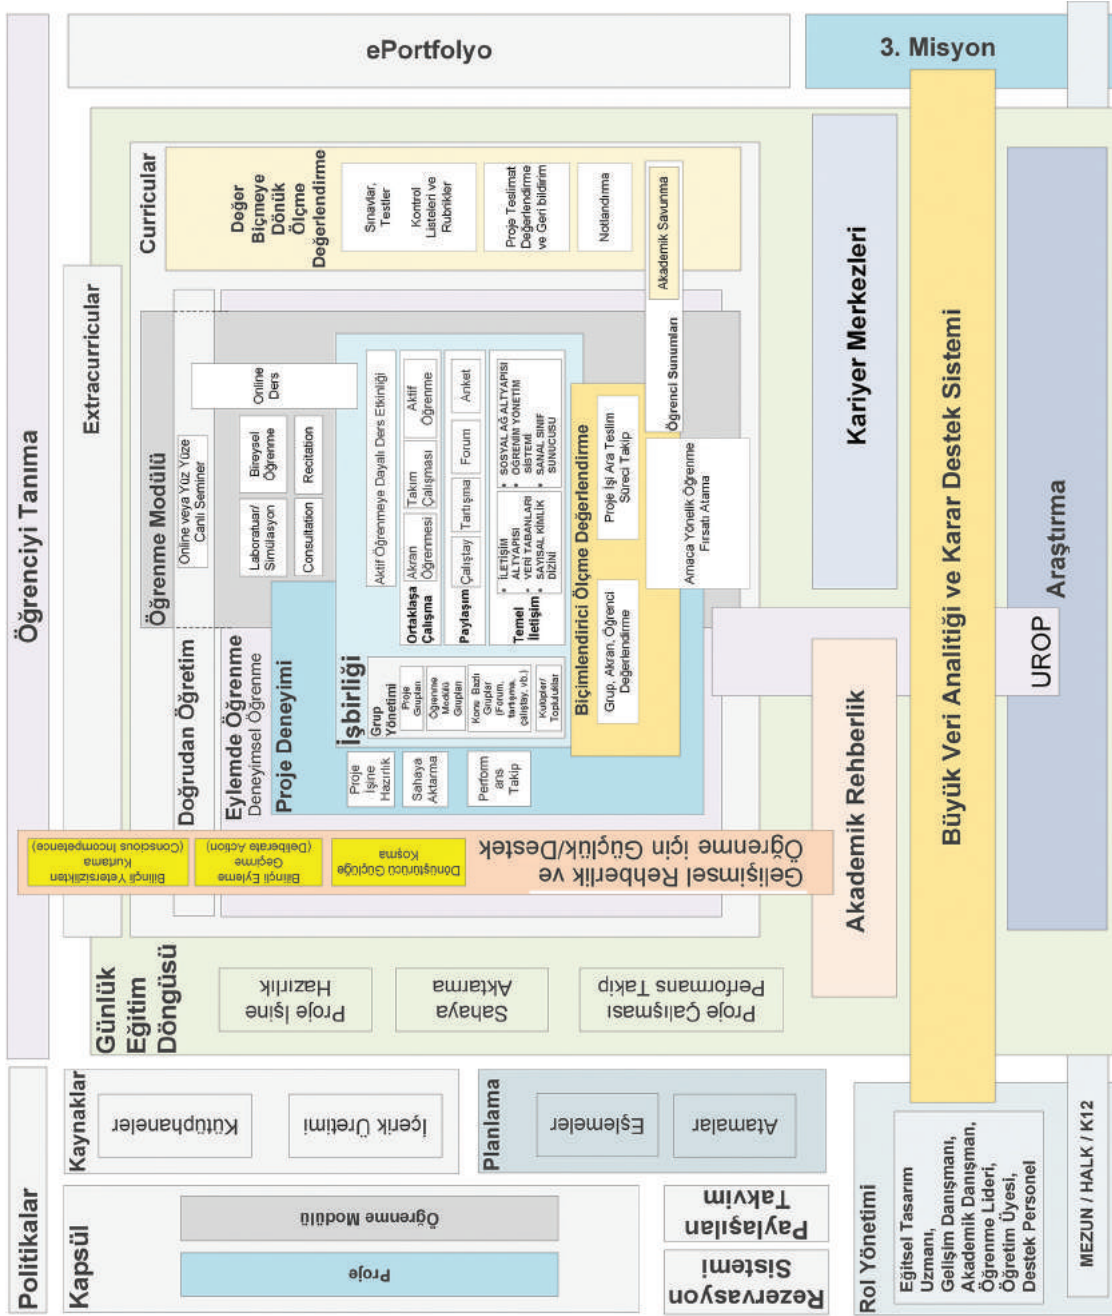 Politikalar
Öğrenciyi Tanıma
Kapsül
Proje
Öğrenme Modülü
Kaynaklar
Kütüphaneler
İçerik Üretimi
Rezervasyon
Sistemi
Paylaşılan
Takvim
Planlama
Eşlemeler
Atamalar
Rol Yönetimi
Eğitsel Tasarım
Uzmanı,
Gelişim Danışmanı,
Akademik Danışman,
Öğrenme Lideri,
Öğretim Üyesi,
Destek Personel
MEZUN / HALK / K12
ePortfolyo
3. Misyon
Günlük
Eğitim
Döngüsü
Proje İşine
Hazırlık
Sahaya
Aktarma
Proje Çalışması
Performans Takip
Extracurricular
Curricular
Gelişimsel Rehberlik ve
Öğrenme için Güçlük/Destek
Bilinçli Yetersizlikten
Kurtarma
(Conscious Incompetence)
Bilinçli Eyleme
Geçirme
(Deliberate Action)
Dönüştürücü Güçlüğe
Koşma
Doğrudan Öğretim
Öğrenme Modülü
Online veya Yüz Yüze
Canlı Seminer
Online
Ders
Eylemde Öğrenme
Deneyimsel Öğrenme
Laboratuar/
Simülasyon
Bireysel
Öğrenme
Consultation
Recitation
Proje Deneyimi
Proje
İşine
Hazırlık
Sahaya
Aktarma
Perform
ans
Takip
İşbirliği
Grup
Yönetimi
Proje
Grupları
Öğrenme
Modülü
Grupları
Konu Bazlı
Gruplar
(Forum,
tartışma,
çalıştay, vb.)
Kulüpler/
Topluluklar
Aktif Öğrenmeye Dayalı Ders Etkinliği
Ortaklaşa
Çalışma
Akran
Öğrenmesi
Takım
Çalışması
Aktif
Öğrenme
Paylaşım
Çalıştay
Tartışma
Forum
Anket
Temel
İletişim
• İLETİŞİM
ALTYAPISI
• VERİ TABANLARI
• SAYISAL KİMLİK
DİZİNİ
• SOSYAL AĞ ALTYAPISI
• ÖĞRENİM YÖNETİM
SİSTEMİ
• SANAL SINIF
SUNUCUSU
Biçimlendirici Ölçme Değerlendirme
Grup, Akran, Öğrenci
Değerlendirme
Proje İşi Ara Teslim
Süreci Takip
Amaca Yönelik Öğrenme
Fırsatı Atama
Öğrenci Sunumları
Akademik Savunma
Değer
Biçmeye
Dönük
Ölçme
Değerlendirme
Sınavlar,
Testler
Kontrol
Listeleri ve
Rubrikler
Proje Teslimat
Değerlendirme
ve Geri bildirim
Notlandırma
Akademik Rehberlik
Kariyer Merkezleri
Büyük Veri Analitiği ve Karar Destek Sistemi
UROP
Araştırma